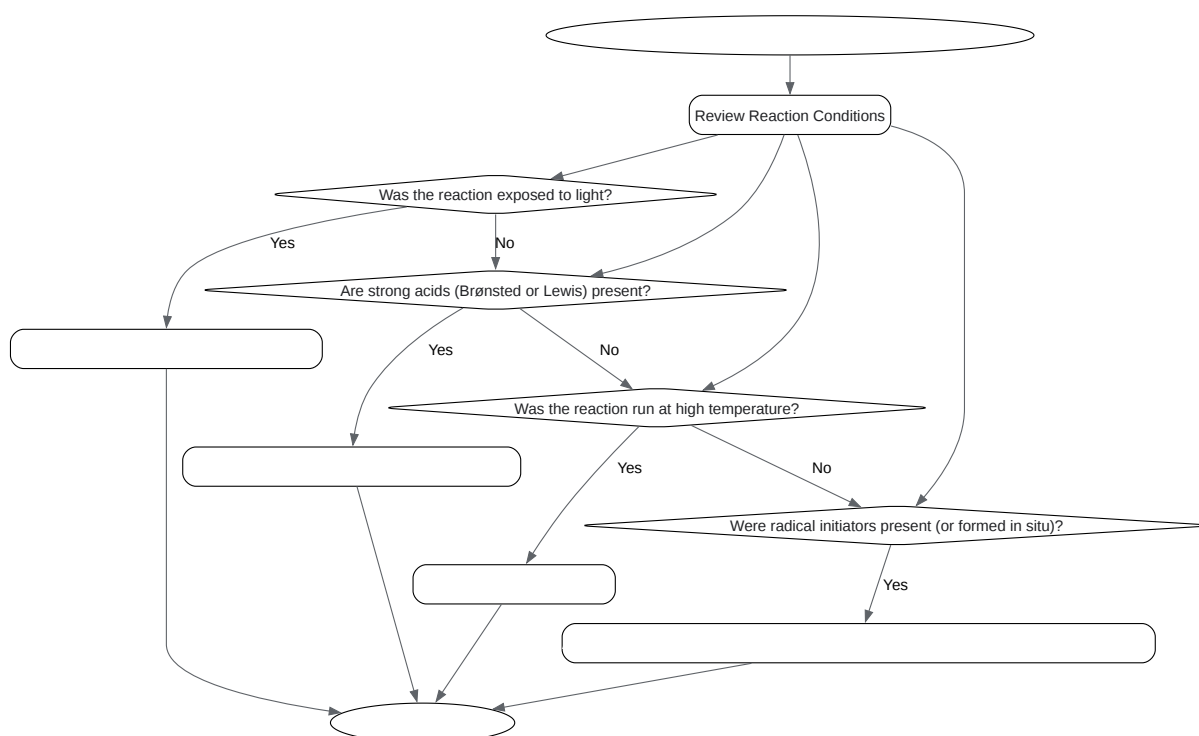 Review Reaction Conditions
Was the reaction exposed to light?
Yes
No
Are strong acids (Brønsted or Lewis) present?
Yes
No
Was the reaction run at high temperature?
Yes
No
Were radical initiators present (or formed in situ)?
Yes